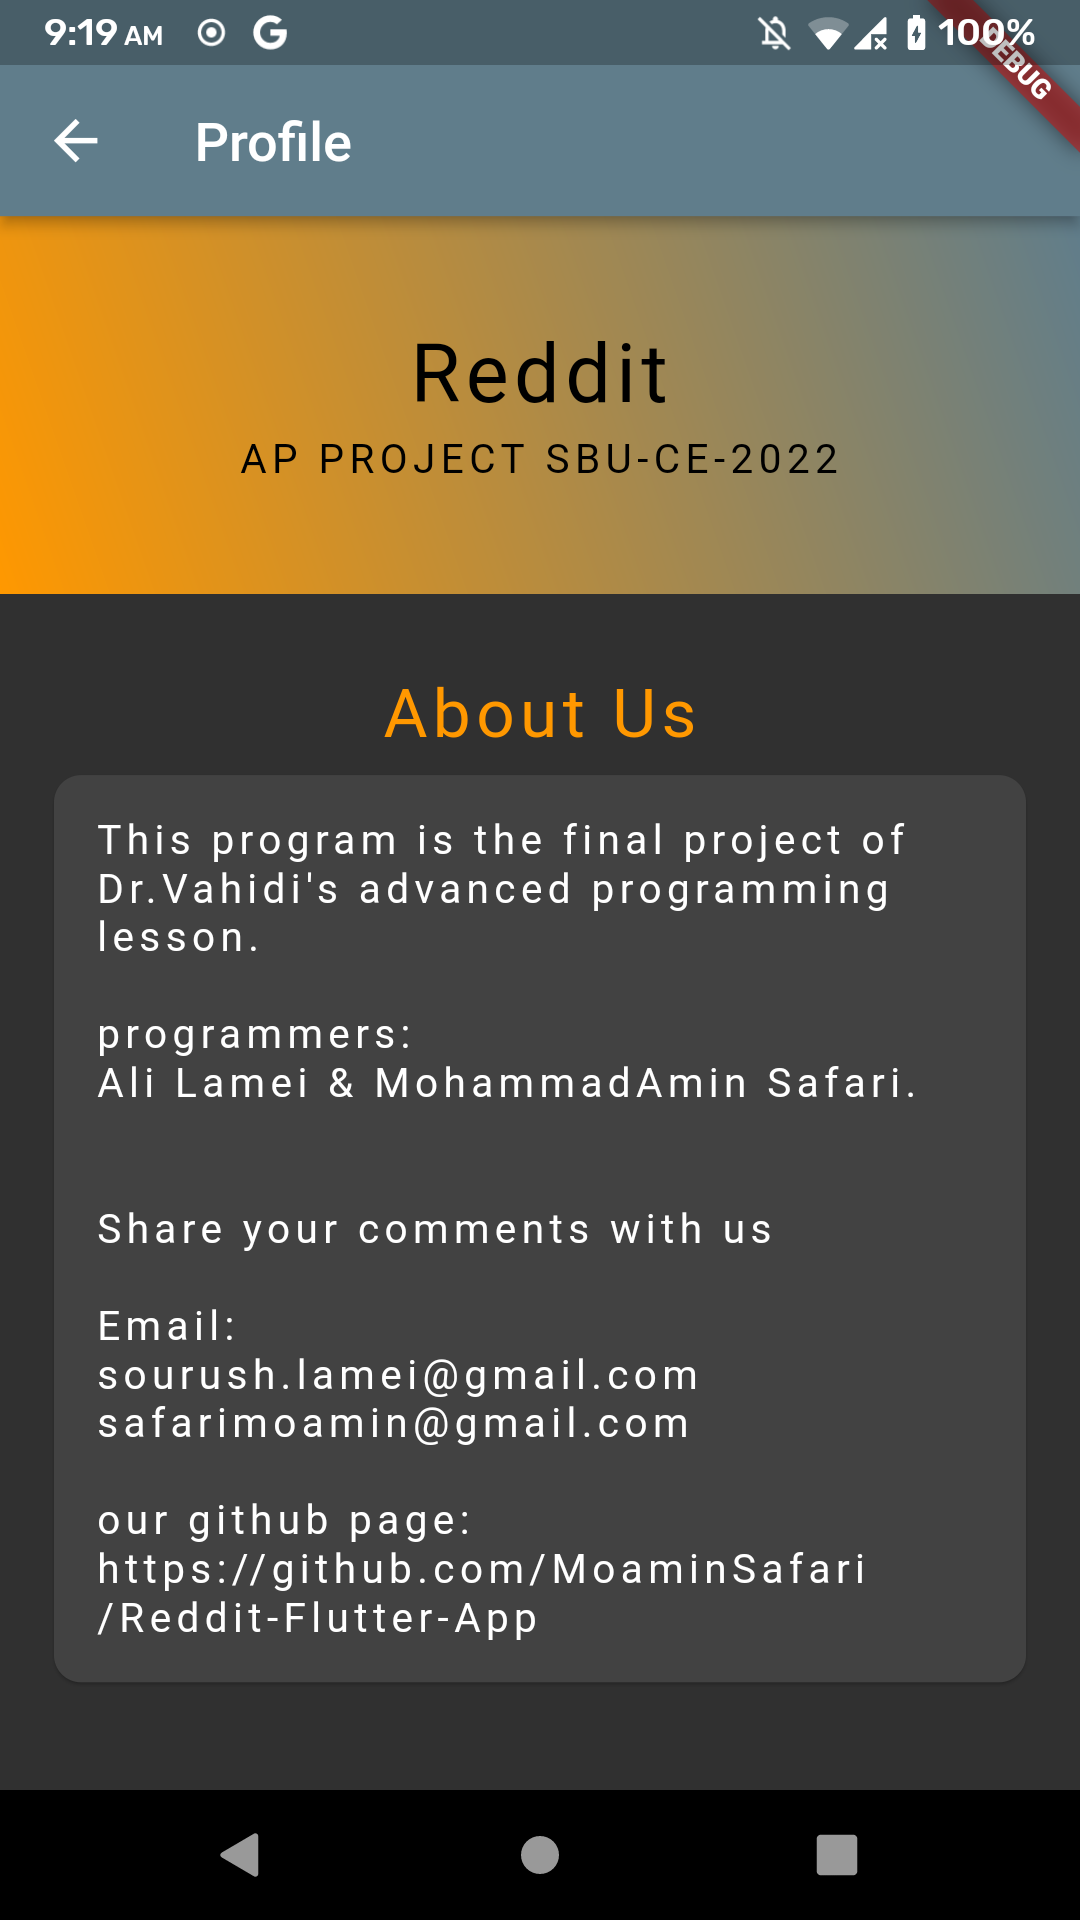 9:19 AM
100%
DEBUG
Profile
Reddit
AP PROJECT SBU-CE-2022
About Us
This program is the final project of
Dr.Vahidi's advanced programming
lesson.
programmers:
Ali Lamei & MohammadAmin Safari.
Share your comments with us
Email:
sourush.lamei@gmail.com
safarimoamin@gmail.com
our github page:
https://github.com/MoaminSafari
/Reddit-Flutter-App